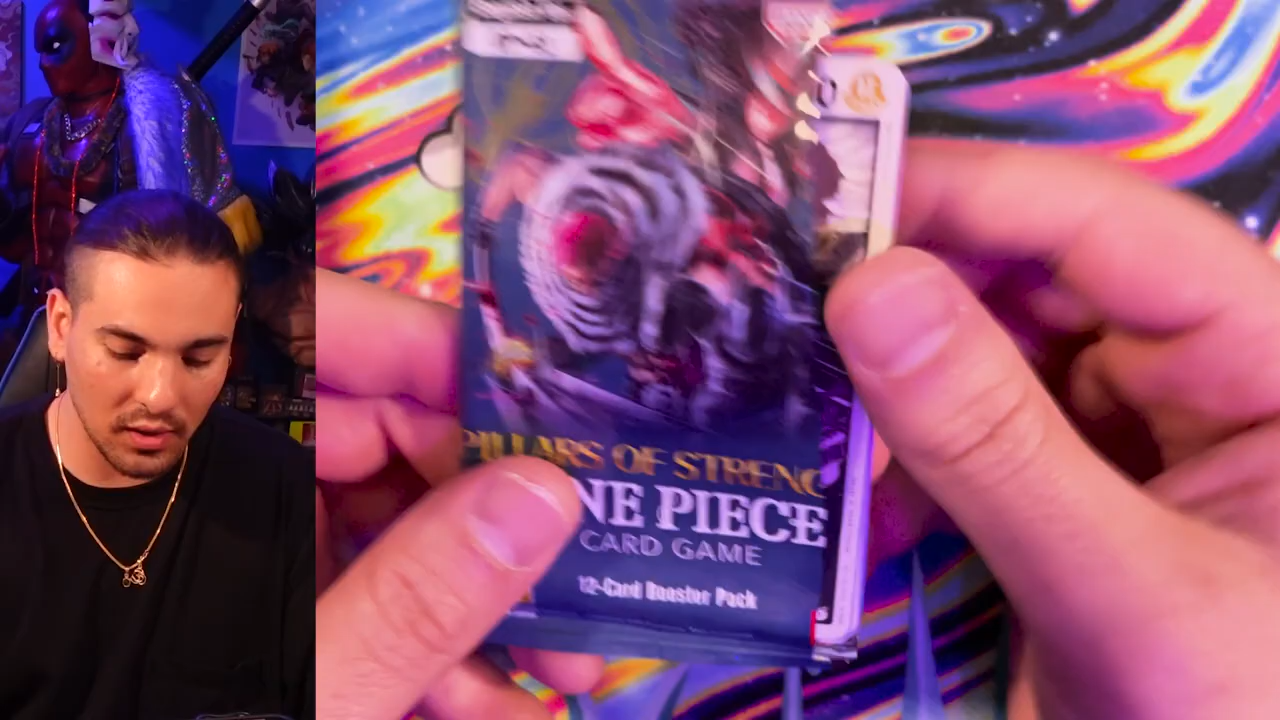 PILLARS OF STRENG
NE PIECE
CARD GAME
12-Card Booster Pack